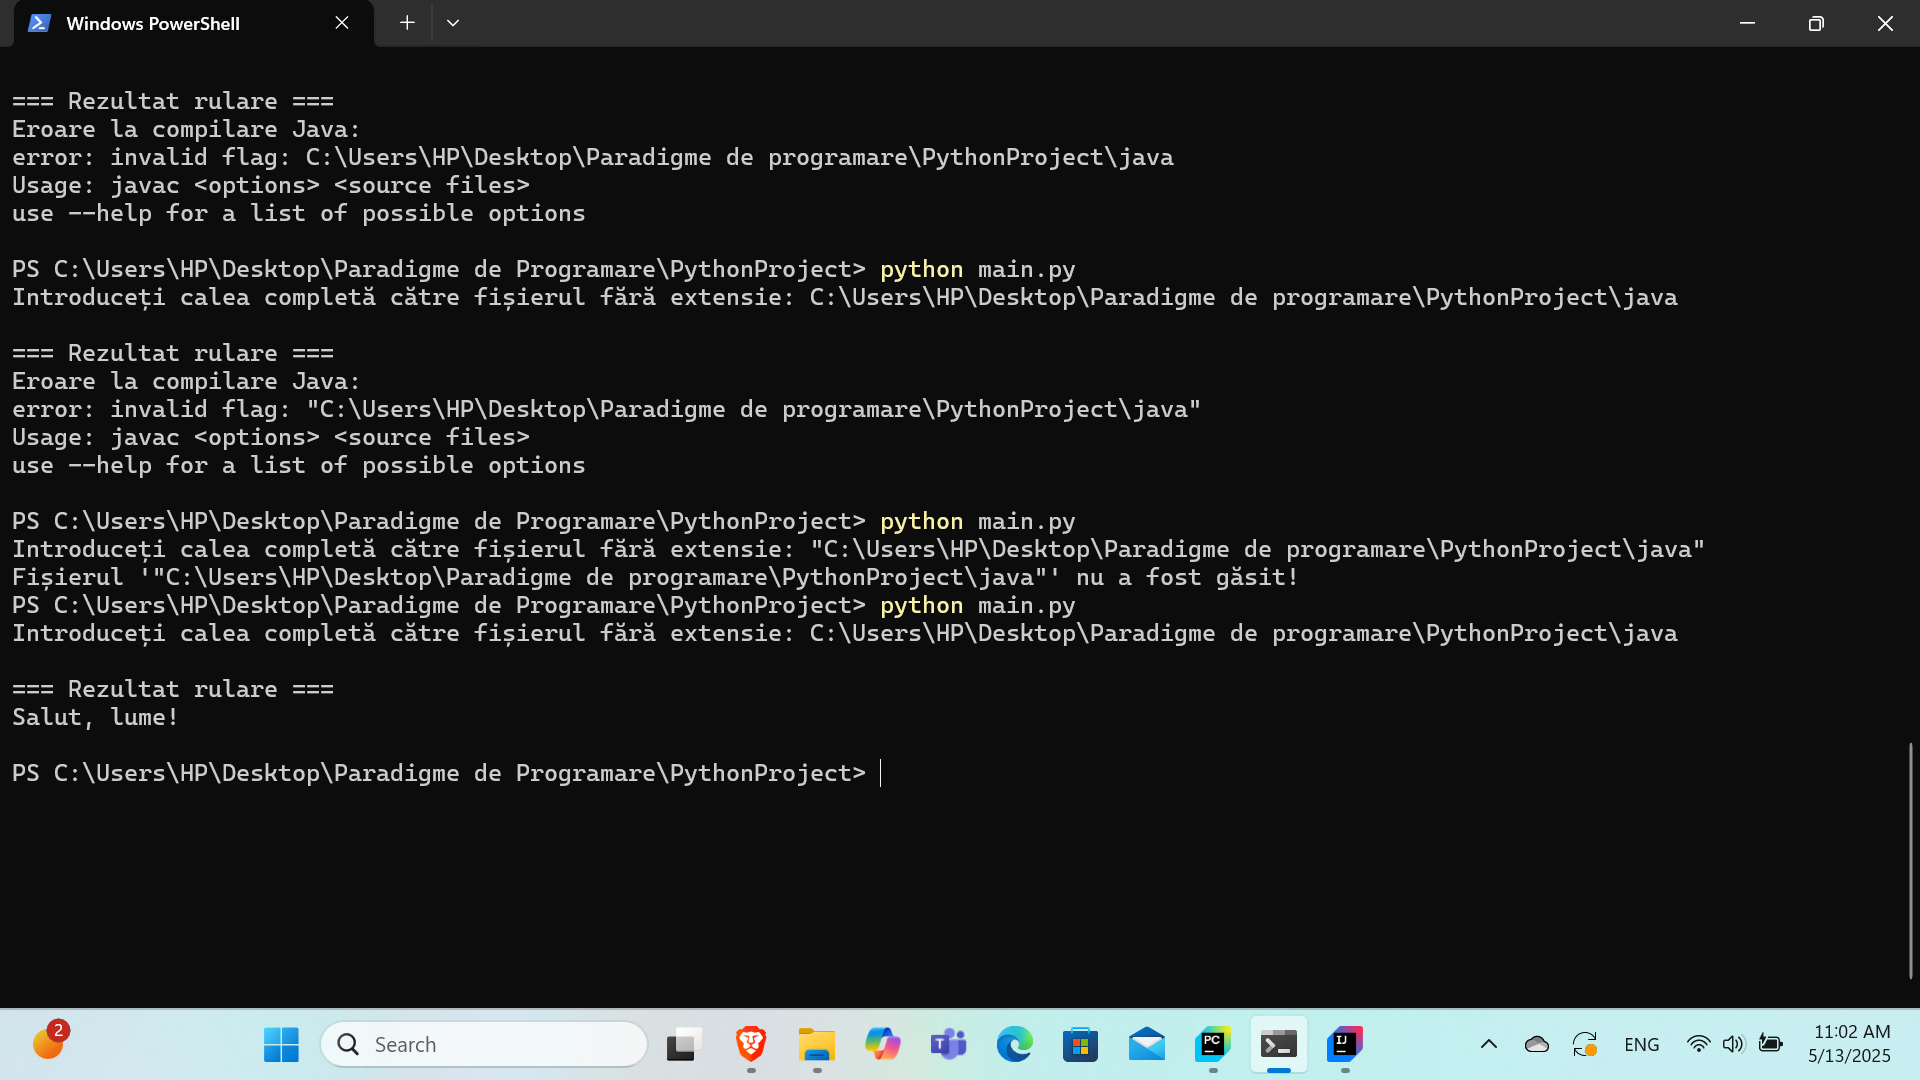 Windows PowerShell
=== Rezultat rulare ===
Eroare la compilare Java:
error: invalid flag: C:\Users\HP\Desktop\Paradigme de programare\PythonProject\java
Usage: javac <options> <source files>
use --help for a list of possible options
PS C:\Users\HP\Desktop\Paradigme de Programare\PythonProject> python main.py
Introduceți calea completă către fișierul fără extensie: C:\Users\HP\Desktop\Paradigme de programare\PythonProject\java
=== Rezultat rulare ===
Eroare la compilare Java:
error: invalid flag: "C:\Users\HP\Desktop\Paradigme de programare\PythonProject\java"
Usage: javac <options> <source files>
use --help for a list of possible options
PS C:\Users\HP\Desktop\Paradigme de Programare\PythonProject> python main.py
Introduceți calea completă către fișierul fără extensie: "C:\Users\HP\Desktop\Paradigme de programare\PythonProject\java"
Fișierul '"C:\Users\HP\Desktop\Paradigme de programare\PythonProject\java"' nu a fost găsit!
PS C:\Users\HP\Desktop\Paradigme de Programare\PythonProject> python main.py
Introduceți calea completă către fișierul fără extensie: C:\Users\HP\Desktop\Paradigme de programare\PythonProject\java
=== Rezultat rulare ===
Salut, lume!
PS C:\Users\HP\Desktop\Paradigme de Programare\PythonProject>
2
Search
T
PC
IJ
ENG
11:02 AM
5/13/2025